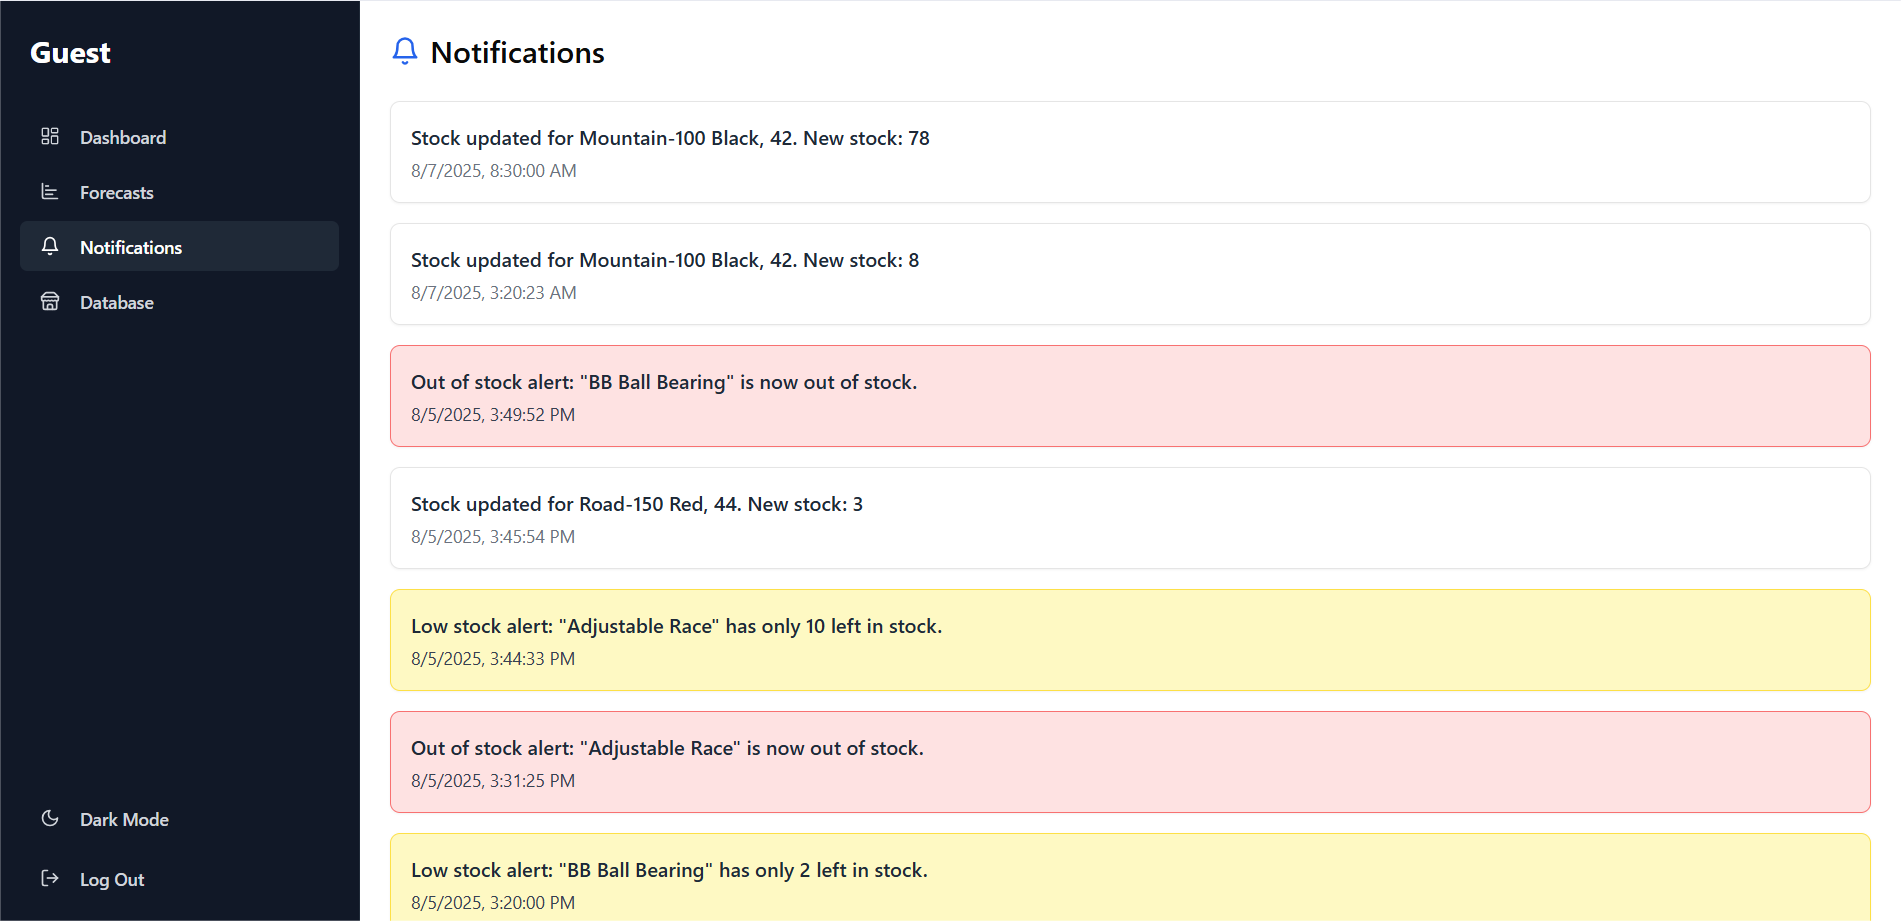 Guest
Dashboard
Forecasts
Notifications
Database
Dark Mode
Log Out
Notifications
Stock updated for Mountain-100 Black, 42. New stock: 78
8/7/2025, 8:30:00 AM
Stock updated for Mountain-100 Black, 42. New stock: 8
8/7/2025, 3:20:23 AM
Out of stock alert: "BB Ball Bearing" is now out of stock.
8/5/2025, 3:49:52 PM
Stock updated for Road-150 Red, 44. New stock: 3
8/5/2025, 3:45:54 PM
Low stock alert: "Adjustable Race" has only 10 left in stock.
8/5/2025, 3:44:33 PM
Out of stock alert: "Adjustable Race" is now out of stock.
8/5/2025, 3:31:25 PM
Low stock alert: "BB Ball Bearing" has only 2 left in stock.
8/5/2025, 3:20:00 PM